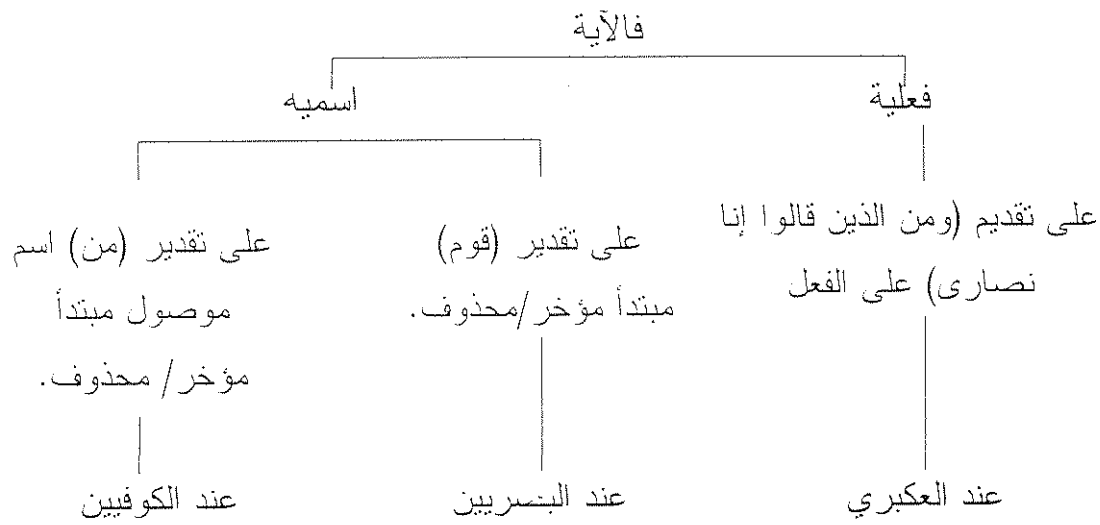 فالآية
فعلية
اسميه
على تقديم (ومن الذين قالوا إنا
نصارى) على الفعل
على تقدير (قوم)
مبتدأ مؤخر/محذوف.
على تقدير (من) اسم
موصول مبتدأ
مؤخر/ محذوف.
عند العكبري
عند البصريين
عند الكوفيين